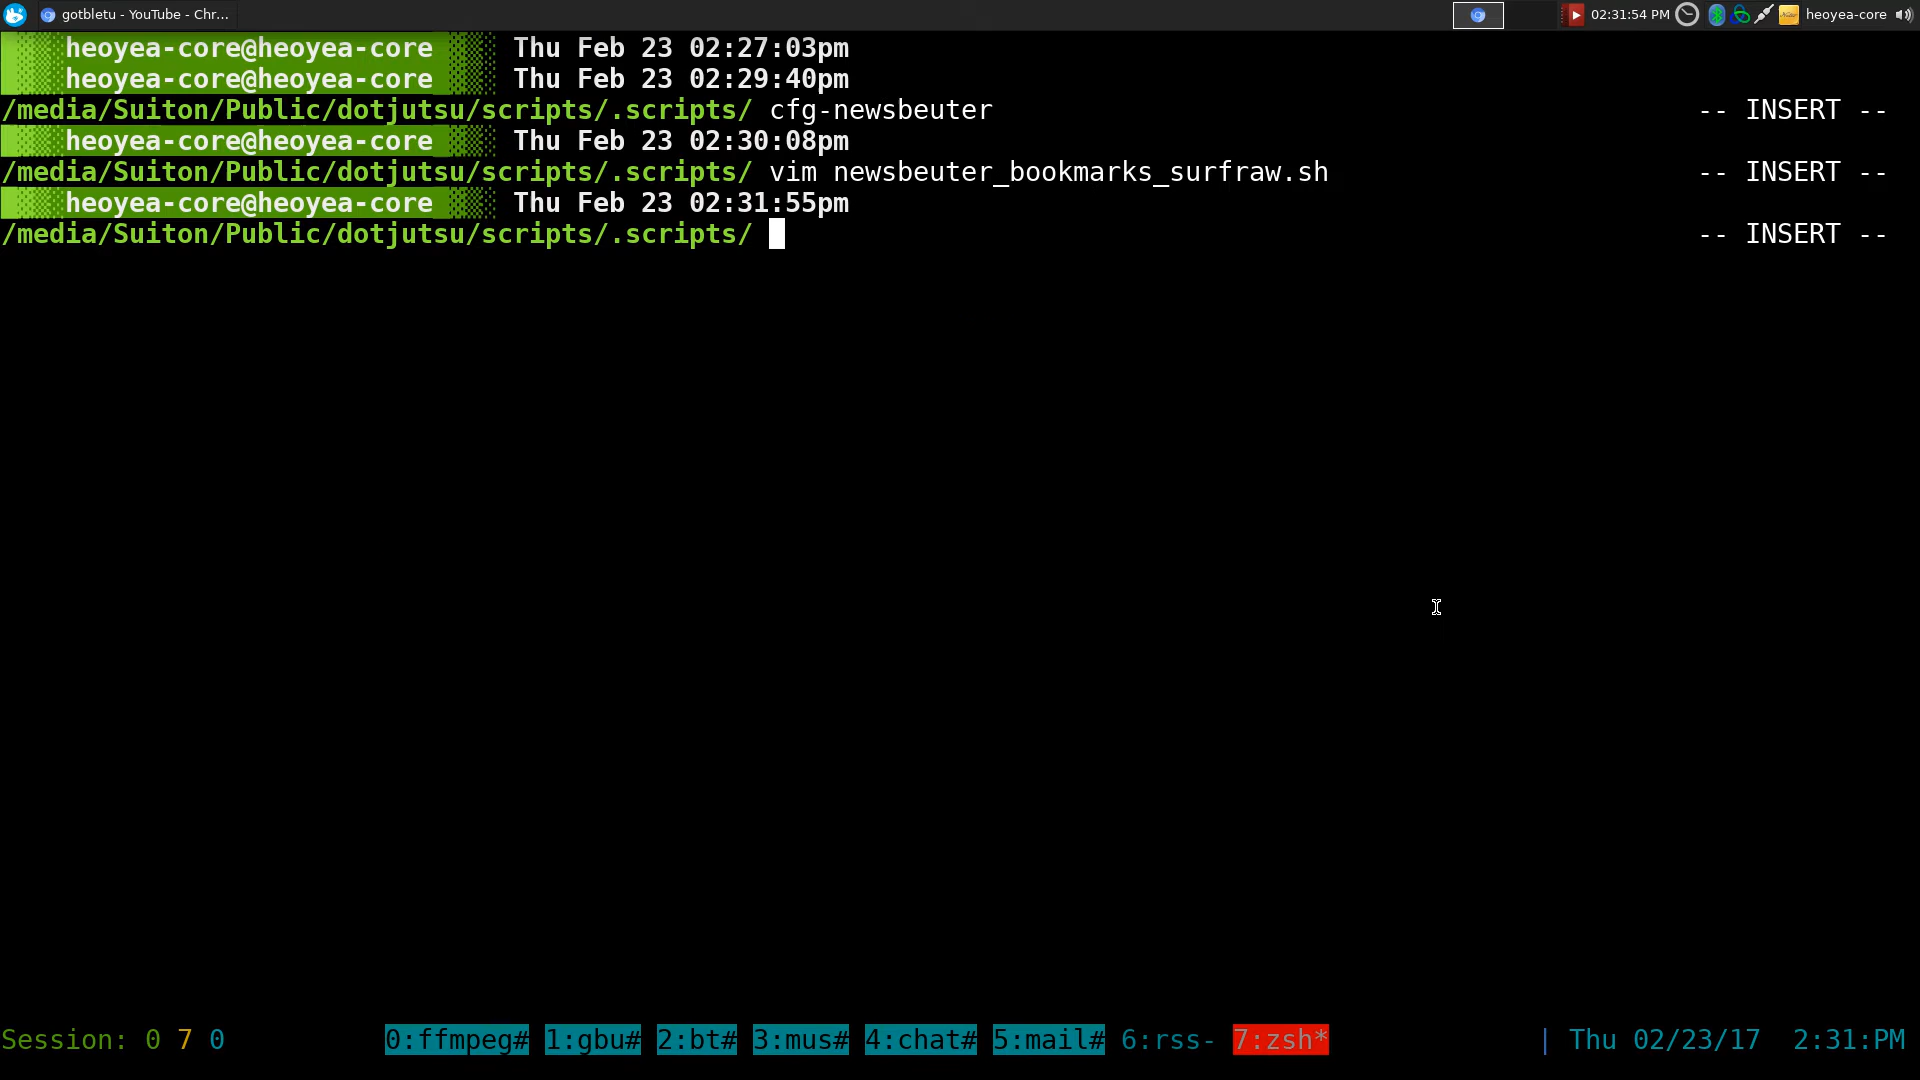 gotbletu - YouTube - Chr... 02:31:54 PM heoyea-core
heoyea-core@heoyea-core Thu Feb 23 02:27:03pm
heoyea-core@heoyea-core Thu Feb 23 02:29:40pm
/media/Suiton/Public/dotjutsu/scripts/.scripts/ cfg-newsbeuter -- INSERT --
heoyea-core@heoyea-core Thu Feb 23 02:30:08pm
/media/Suiton/Public/dotjutsu/scripts/.scripts/ vim newsbeuter_bookmarks_surfraw.sh -- INSERT --
heoyea-core@heoyea-core Thu Feb 23 02:31:55pm
/media/Suiton/Public/dotjutsu/scripts/.scripts/ -- INSERT --
Session: 0 7 0 0:ffmpeg# 1:gbu# 2:bt# 3:mus# 4:chat# 5:mail# 6:rss- 7:zsh* | Thu 02/23/17 2:31:PM